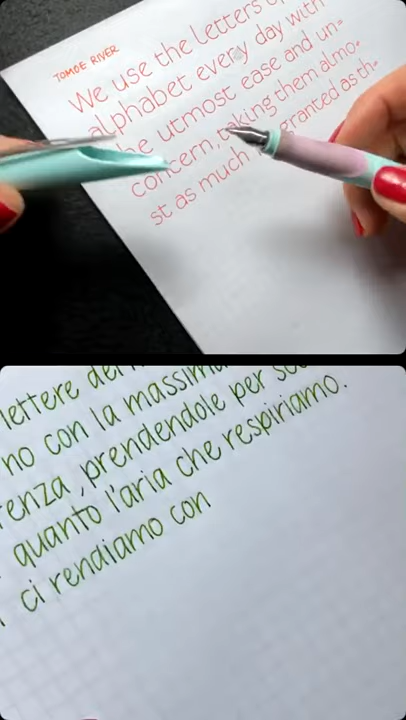 TOMOE RIVER
We use the letters
alphabet every day with
the utmost ease and un=
concern, taking them almo-
st as much granted as th-
lettere del
no con la massima
enza, prendendole per
quanto l'aria che respiriamo.
ci rendiamo con